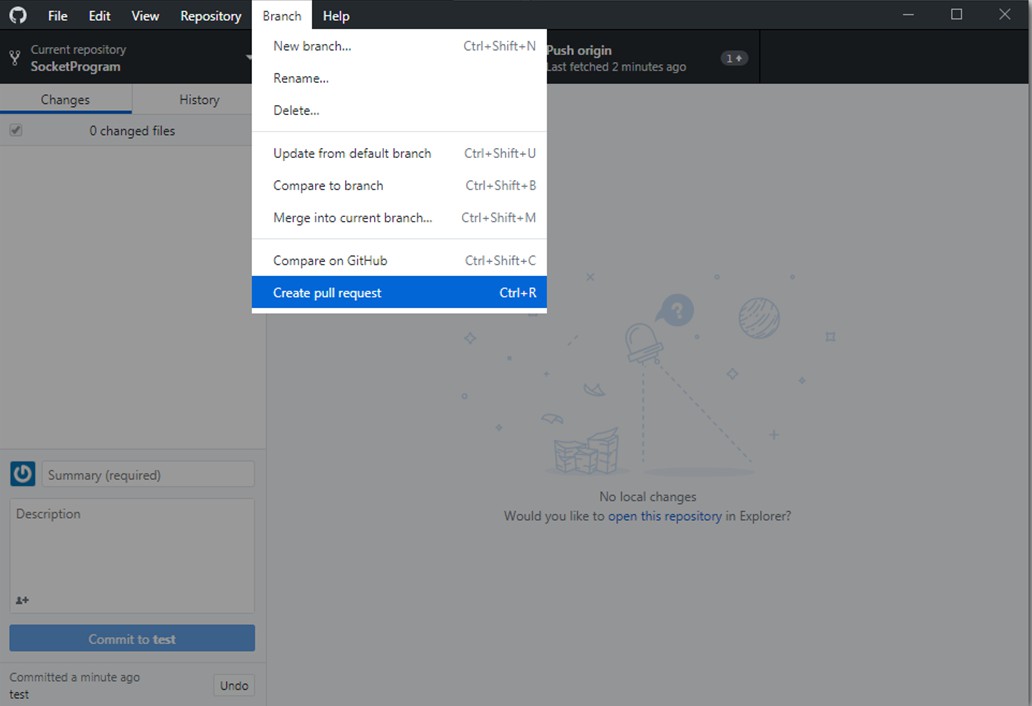 File Edit View Repository Branch Help
Current repository
SocketProgram
Push origin
Last fetched 2 minutes ago
1
Changes History
0 changed files
New branch... Ctrl+Shift+N
Rename...
Delete...
Update from default branch Ctrl+Shift+U
Compare to branch Ctrl+Shift+B
Merge into current branch... Ctrl+Shift+M
Compare on GitHub Ctrl+Shift+C
Create pull request Ctrl+R
?
No local changes
Would you like to open this repository in Explorer?
Summary (required)
Description
Commit to test
Committed a minute ago
test
Undo